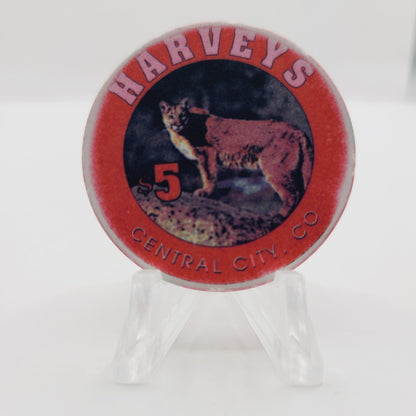 HARVEYS
$5
CENTRAL CITY, CO